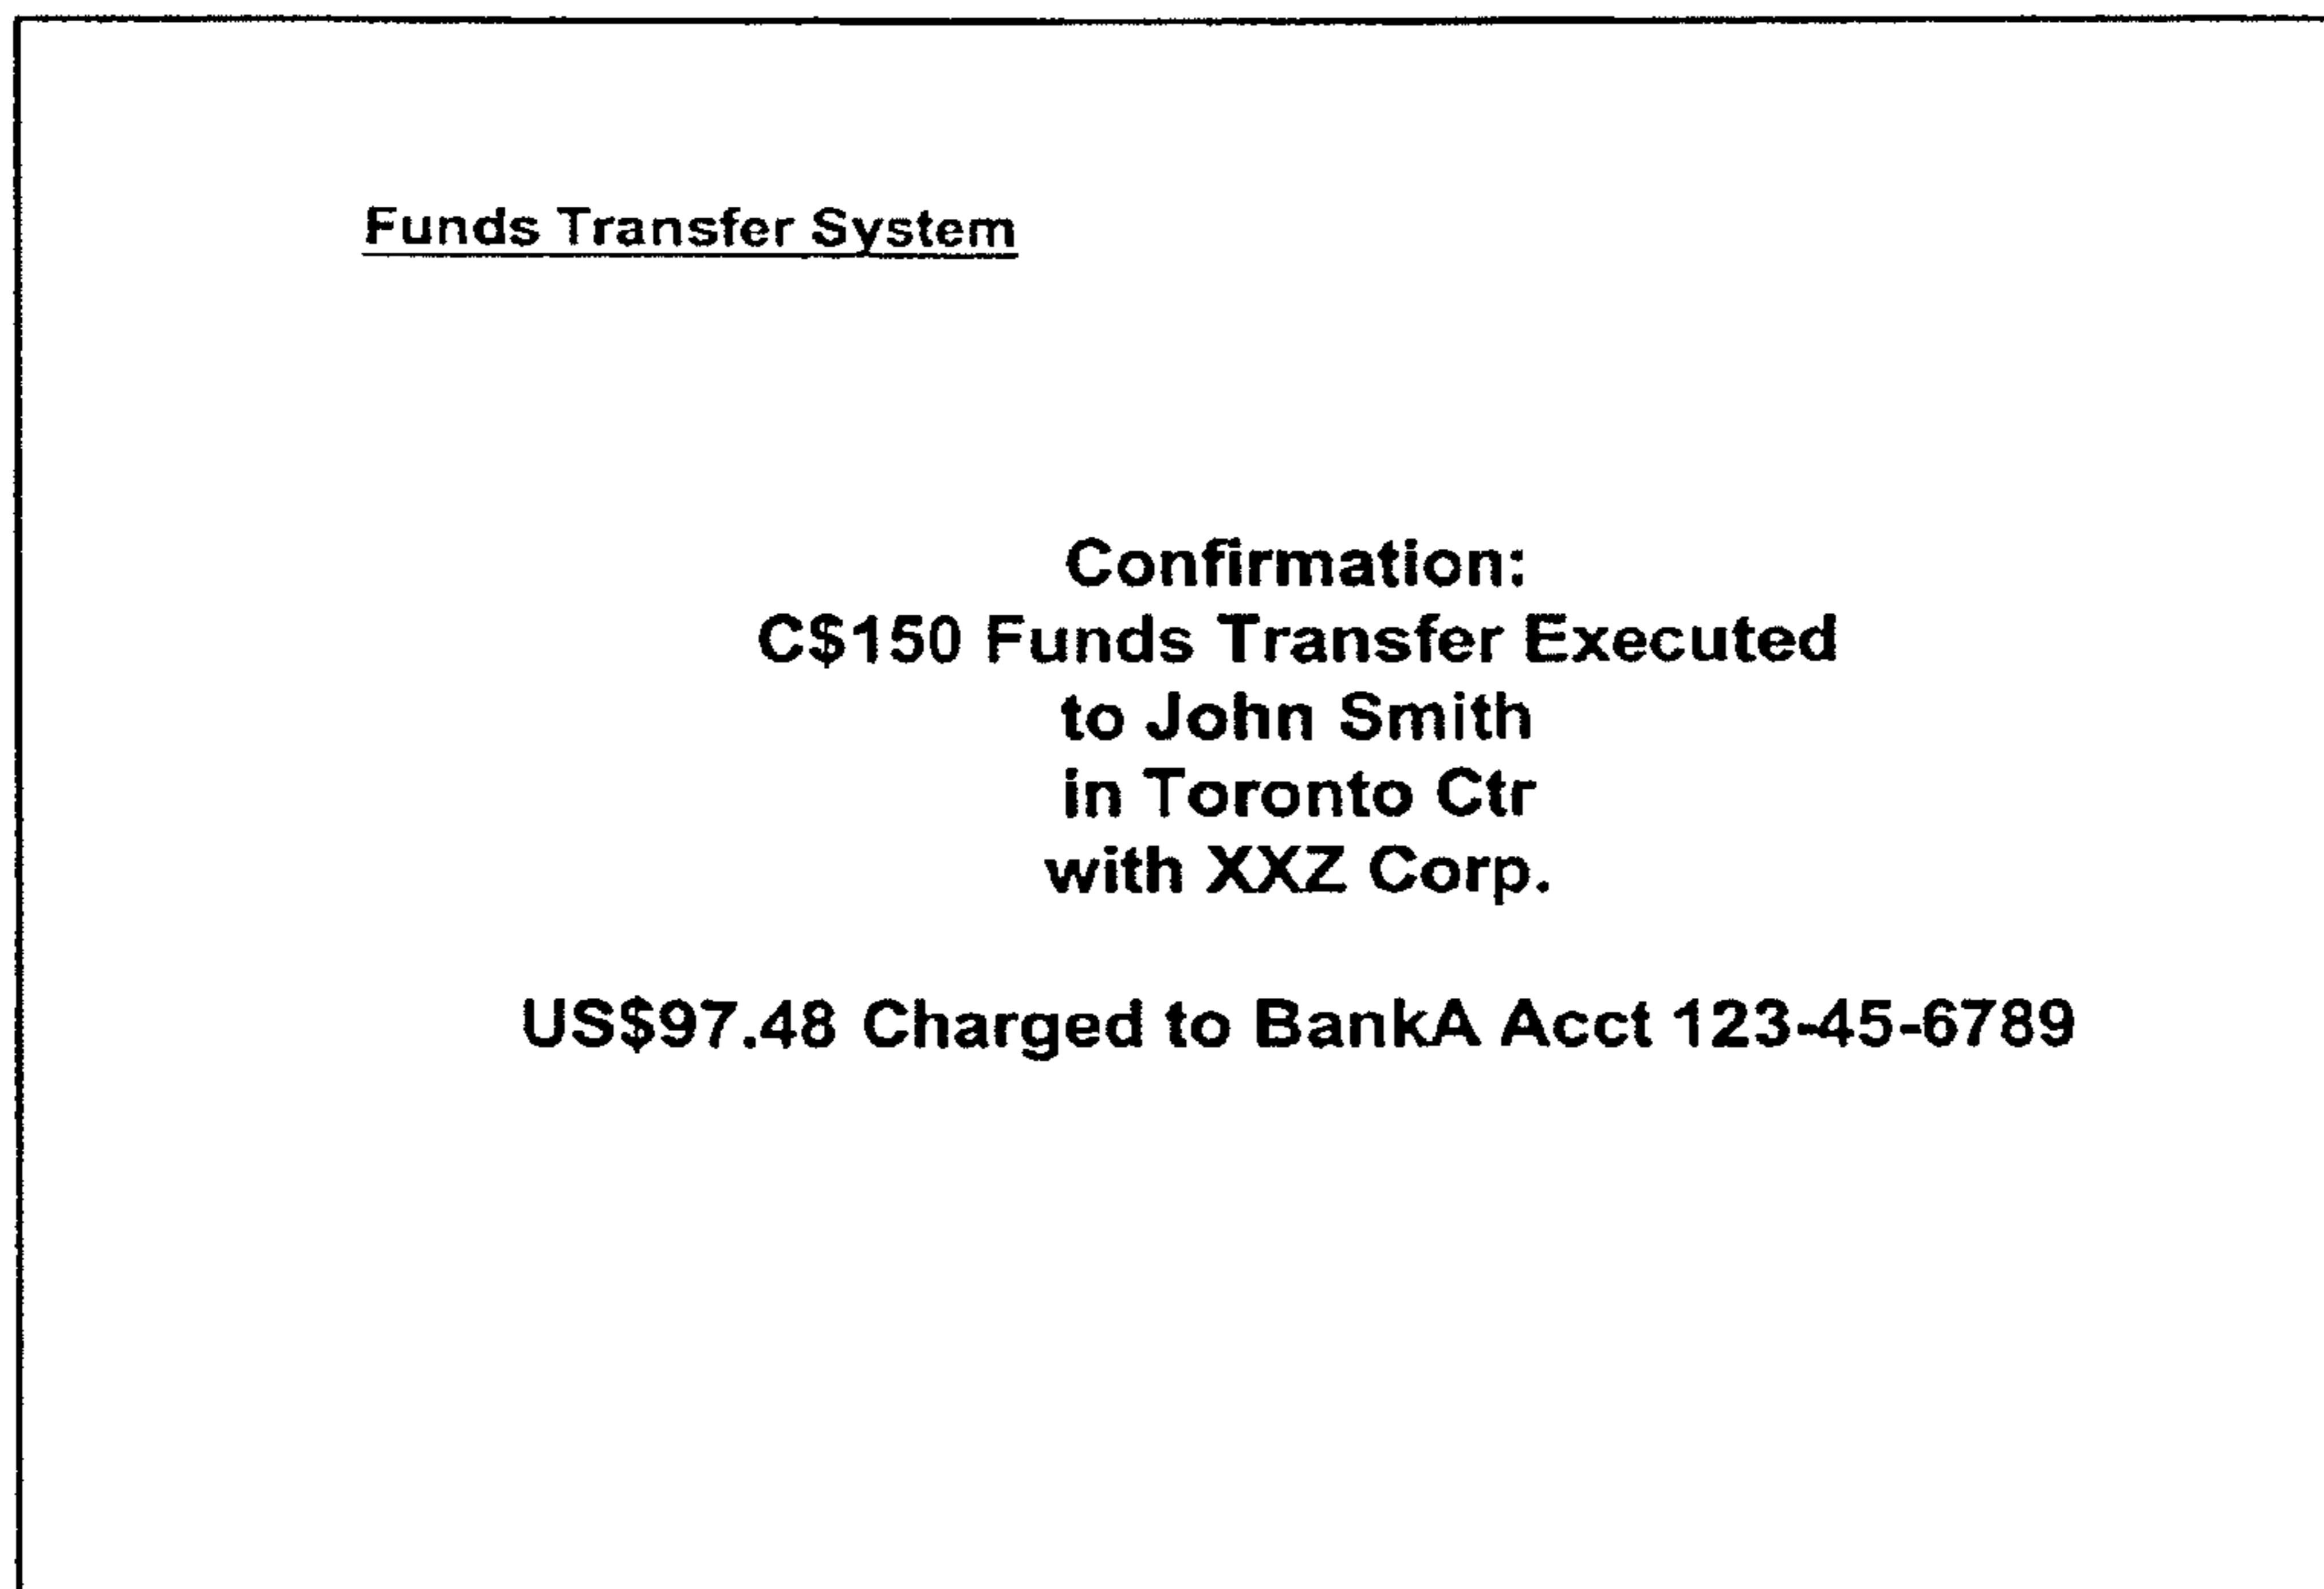 Funds Transfer System
Confirmation:
C$150 Funds Transfer Executed
to John Smith
in Toronto Ctr
with XXZ Corp.
US$97.48 Charged to BankA Acct 123-45-6789